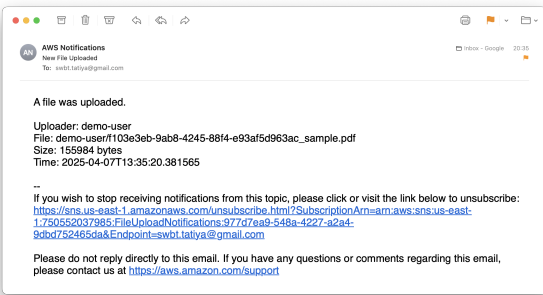 AN
AWS Notifications
New File Uploaded
To: swbt.tatiya@gmail.com
Inbox - Google 20:35
A file was uploaded.
Uploader: demo-user
File: demo-user/f103e3eb-9ab8-4245-88f4-e93af5d963ac_sample.pdf
Size: 155984 bytes
Time: 2025-04-07T13:35:20.381565
--
If you wish to stop receiving notifications from this topic, please click or visit the link below to unsubscribe:
https://sns.us-east-1.amazonaws.com/unsubscribe.html?SubscriptionArn=arn:aws:sns:us-east-
1:750552037985:FileUploadNotifications:977d7ea9-548a-4227-a2a4-
9dbd752465da&Endpoint=swbt.tatiya@gmail.com
Please do not reply directly to this email. If you have any questions or comments regarding this email,
please contact us at https://aws.amazon.com/support